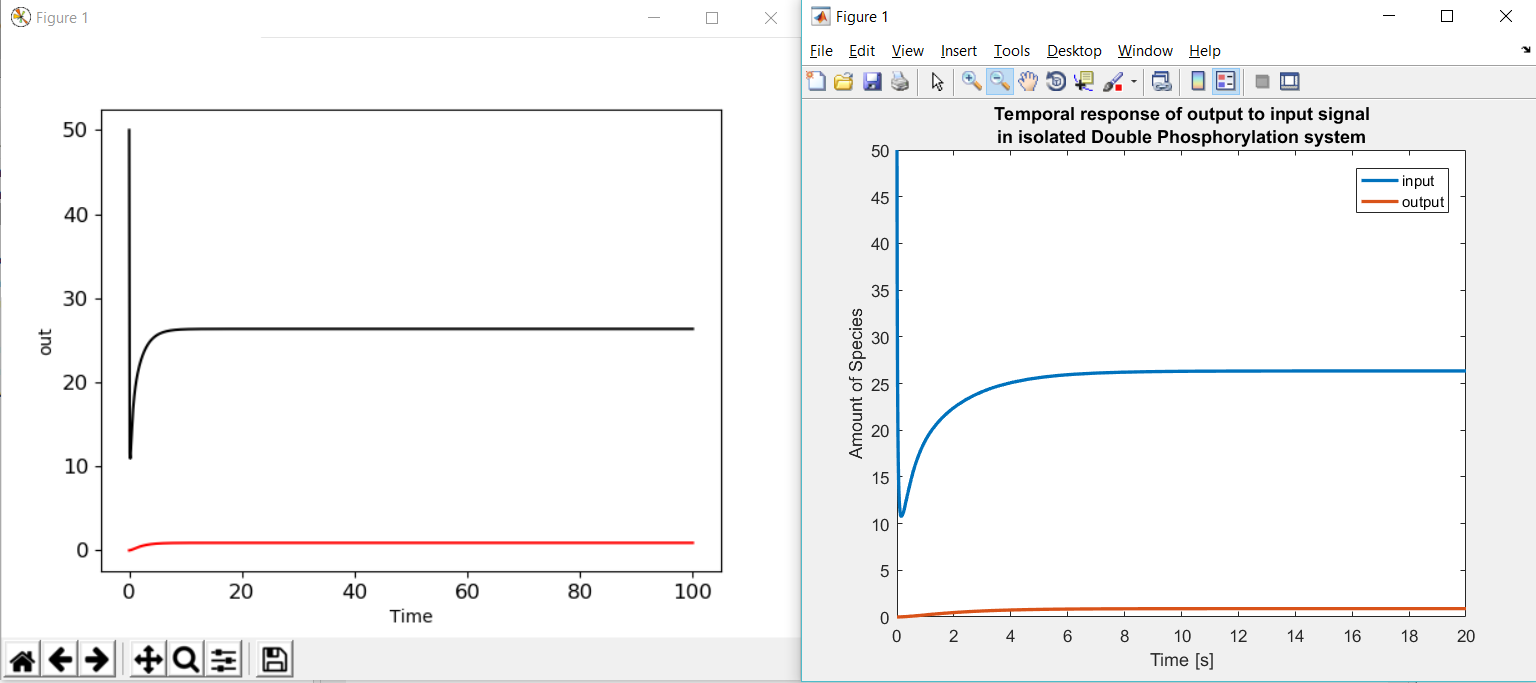 Figure 1
50
40
30
20
10
0
out
0 20 40 60 80 100
Time
Figure 1
File Edit View Insert Tools Desktop Window Help
Temporal response of output to input signal
in isolated Double Phosphorylation system
50
45
40
35
30
25
20
15
10
5
0
Amount of Species
input
output
0 2 4 6 8 10 12 14 16 18 20
Time [s]